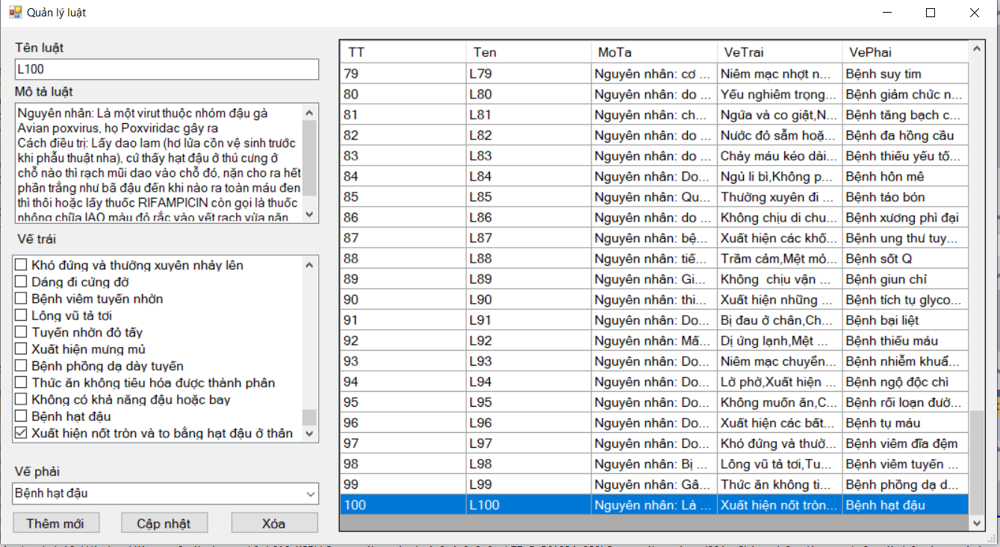 Quản lý luật
Tên luật
L100
Mô tả luật
Nguyên nhân: Là một virut thuộc nhóm đậu gà
Avian poxvirus, họ Poxviridac gây ra
Cách điều trị: Lấy dao lam (hơ lửa cồn vệ sinh trước
khi phẫu thuật nha), cứ thấy hạt đậu ở thú cưng ở
chỗ nào thì rạch mũi dao vào chỗ đó, nặn cho ra hết
phần trắng như bã đậu đến khi nào ra toàn máu đen
thì thôi hoặc lấy thuốc RIFAMPICIN còn gọi là thuốc
nhộng chữa lAO màu đỏ rắc vào vết rạch vừa nặn
Vế trái
Khó đứng và thường xuyên nhảy lên
Dáng đi cứng đờ
Bệnh viêm tuyến nhờn
Lông vũ tả tơi
Tuyến nhờn đỏ tấy
Xuất hiện mưng mủ
Bệnh phồng dạ dày tuyến
Thức ăn không tiêu hóa được thành phân
Không có khả năng đậu hoặc bay
Bệnh hạt đậu
Xuất hiện nốt tròn và to bằng hạt đậu ở thân
Vế phải
Bệnh hạt đậu
Thêm mới Cập nhật Xóa
TT Ten MoTa VeTrai VePhai
79 L79 Nguyên nhân: cơ ... Niêm mạc nhợt n... Bệnh suy tim
80 L80 Nguyên nhân: do ... Yếu nghiêm trọng... Bệnh giảm chức n...
81 L81 Nguyên nhân: ch... Ngứa và co giật,N... Bệnh tăng bạch c...
82 L82 Nguyên nhân: do ... Nước đỏ sẫm hoặ... Bệnh đa hồng cầu
83 L83 Nguyên nhân: do ... Chảy máu kéo dài... Bệnh thiếu yếu tố...
84 L84 Nguyên nhân: Do... Ngủ li bì,Không p... Bệnh hôn mê
85 L85 Nguyên nhân: Qu... Thường xuyên đi ... Bệnh táo bón
86 L86 Nguyên nhân: do ... Không chịu di chu... Bệnh xương phì đại
87 L87 Nguyên nhân: bệ... Xuất hiện các khố... Bệnh ung thư tuy...
88 L88 Nguyên nhân: tiế... Trầm cảm,Mệt mỏ... Bệnh sốt Q
89 L89 Nguyên nhân: Gi... Không  chịu vận ... Bệnh giun chỉ
90 L90 Nguyên nhân: thi... Xuất hiện những ... Bệnh tích tụ glyco...
91 L91 Nguyên nhân: Do... Bị đau ở chân,Ch... Bệnh bại liệt
92 L92 Nguyên nhân: Mấ... Dị ứng lạnh,Mệt ... Bệnh thiếu máu
93 L93 Nguyên nhân: Do... Niêm mạc chuyển... Bệnh nhiễm khuẩ...
94 L94 Nguyên nhân: Do... Lờ phờ,Xuất hiện ... Bệnh ngộ độc chì
95 L95 Nguyên nhân: Do... Không muốn ăn,C... Bệnh rối loạn đườ...
96 L96 Nguyên nhân: Do... Xuất hiện các bất... Bệnh tụ máu
97 L97 Nguyên nhân: Do... Khó đứng và thườ... Bệnh viêm đĩa đệm
98 L98 Nguyên nhân: Bị ... Lông vũ tả tơi,Tu... Bệnh viêm tuyến ...
99 L99 Nguyên nhân: Gâ... Thức ăn không ti... Bệnh phồng dạ d...
100 L100 Nguyên nhân: Là ... Xuất hiện nốt tròn... Bệnh hạt đậu